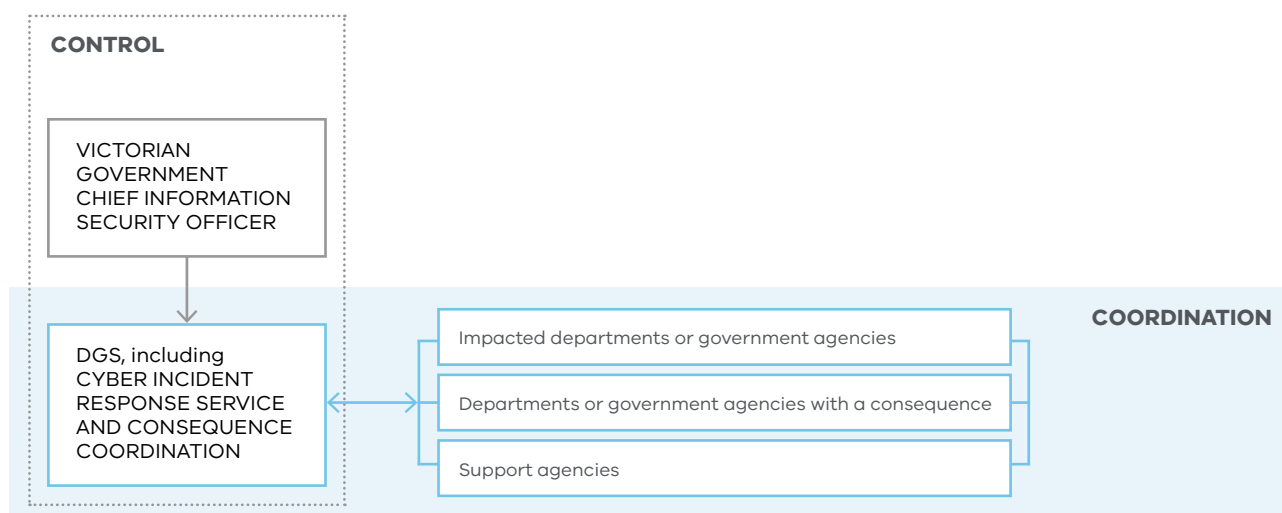 CONTROL
VICTORIAN
GOVERNMENT
CHIEF INFORMATION
SECURITY OFFICER
DGS, including
CYBER INCIDENT
RESPONSE SERVICE
AND CONSEQUENCE
COORDINATION
COORDINATION
Impacted departments or government agencies
Departments or government agencies with a consequence
Support agencies